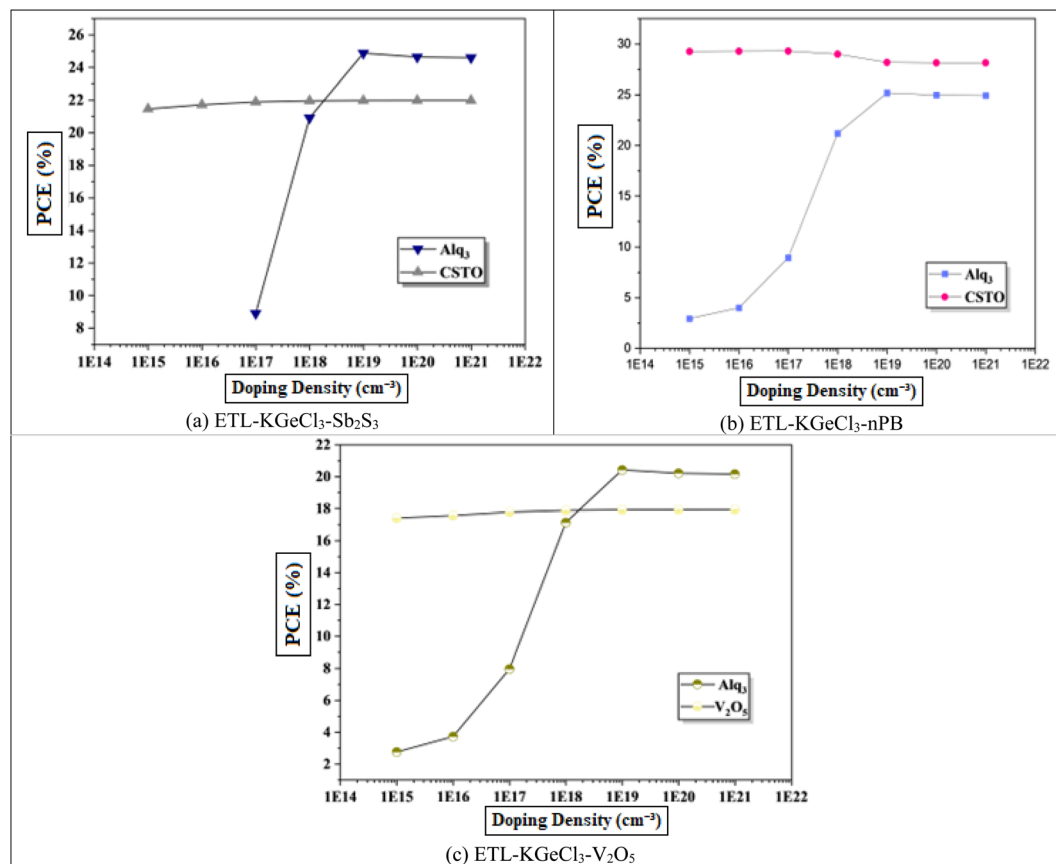 26
24
22
20
18
16
14
12
10
8
PCE (%)
Alq₃
CSTO
1E14 1E15 1E16 1E17 1E18 1E19 1E20 1E21 1E22
Doping Density (cm⁻³)
(a) ETL-KGeCl₃-Sb₂S₃
30
25
20
15
10
5
0
PCE (%)
Alq₃
CSTO
1E14 1E15 1E16 1E17 1E18 1E19 1E20 1E21 1E22
Doping Density (cm⁻³)
(b) ETL-KGeCl₃-nPB
22
20
18
16
14
12
10
8
6
4
2
PCE (%)
Alq₃
V₂O₅
1E14 1E15 1E16 1E17 1E18 1E19 1E20 1E21 1E22
Doping Density (cm⁻³)
(c) ETL-KGeCl₃-V₂O₅